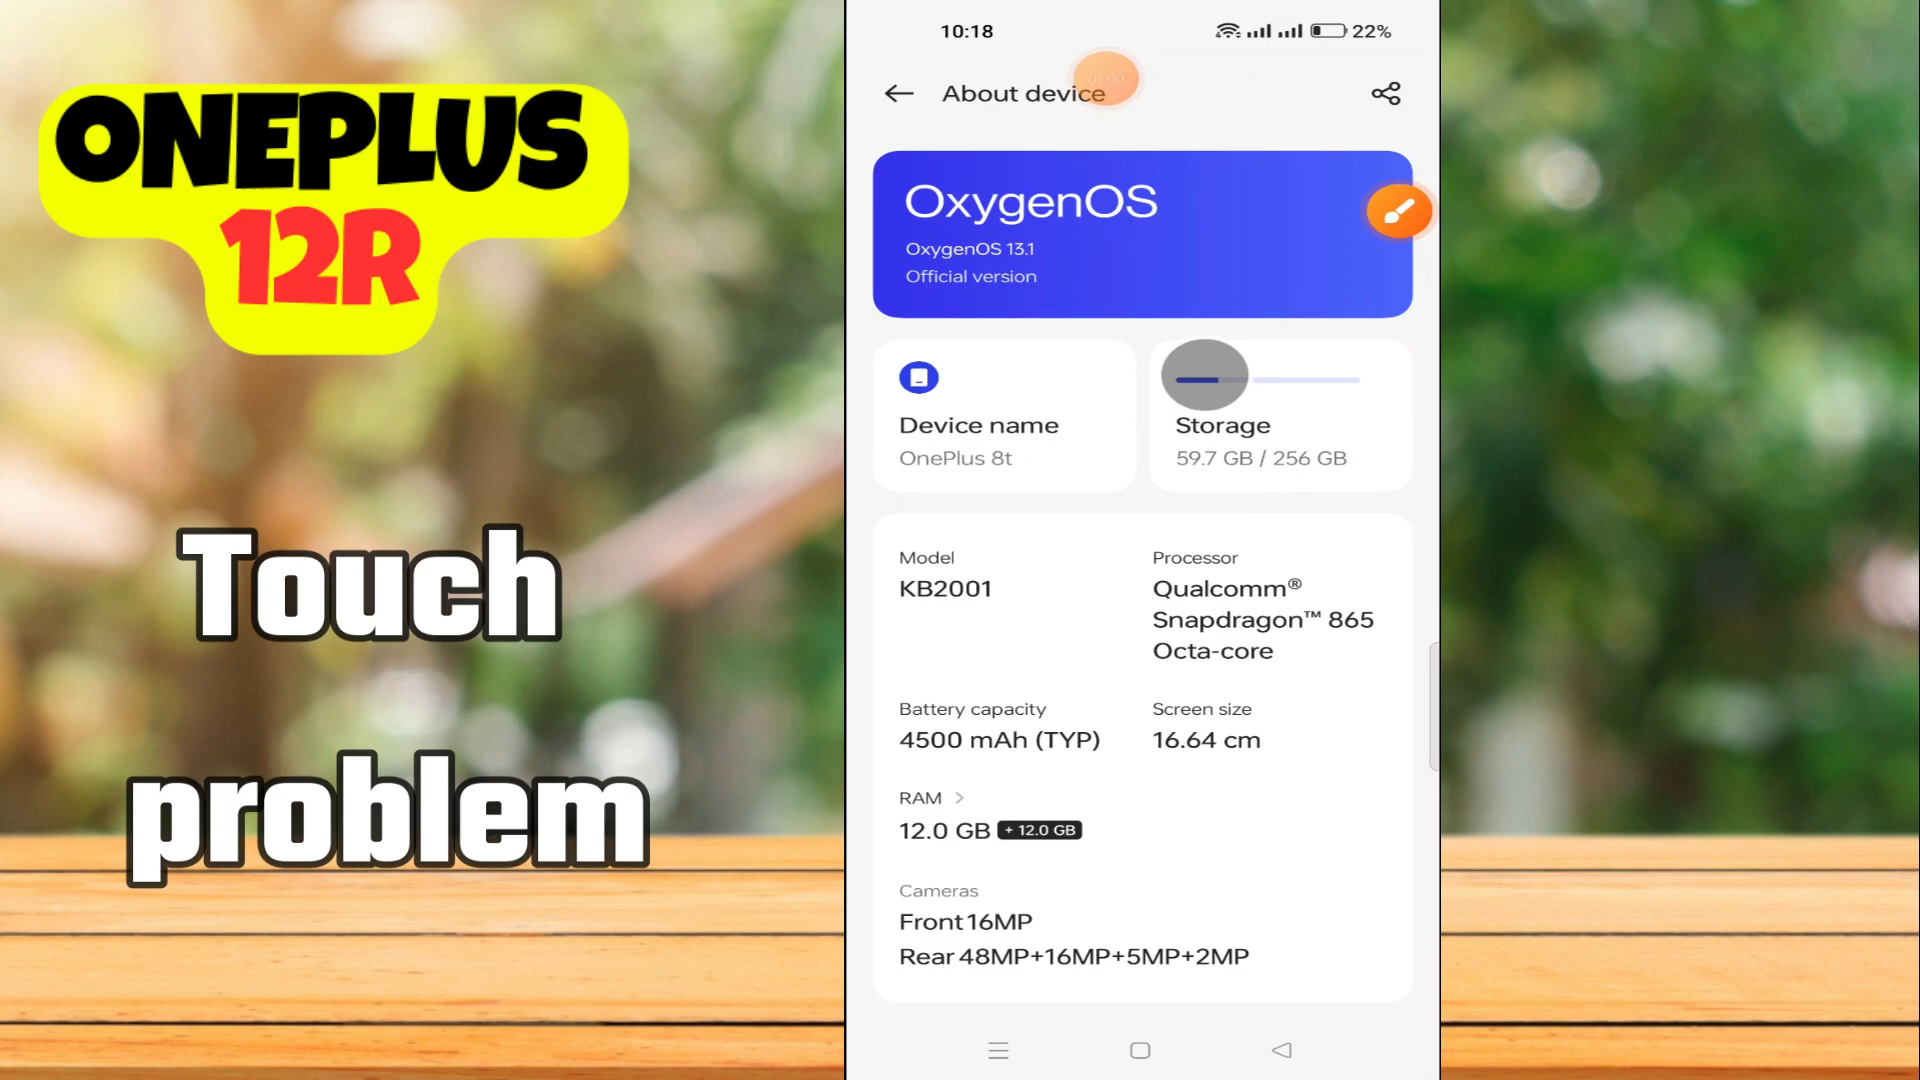 ONEPLUS
12R
Touch
problem
10:18
22%
01:00
About device
OxygenOS
OxygenOS 13.1
Official version
Device name
OnePlus 8t
Storage
59.7 GB / 256 GB
Model
KB2001
Processor
Qualcomm®
Snapdragon™ 865
Octa-core
Battery capacity
4500 mAh (TYP)
Screen size
16.64 cm
RAM
12.0 GB + 12.0 GB
Cameras
Front 16MP
Rear 48MP+16MP+5MP+2MP